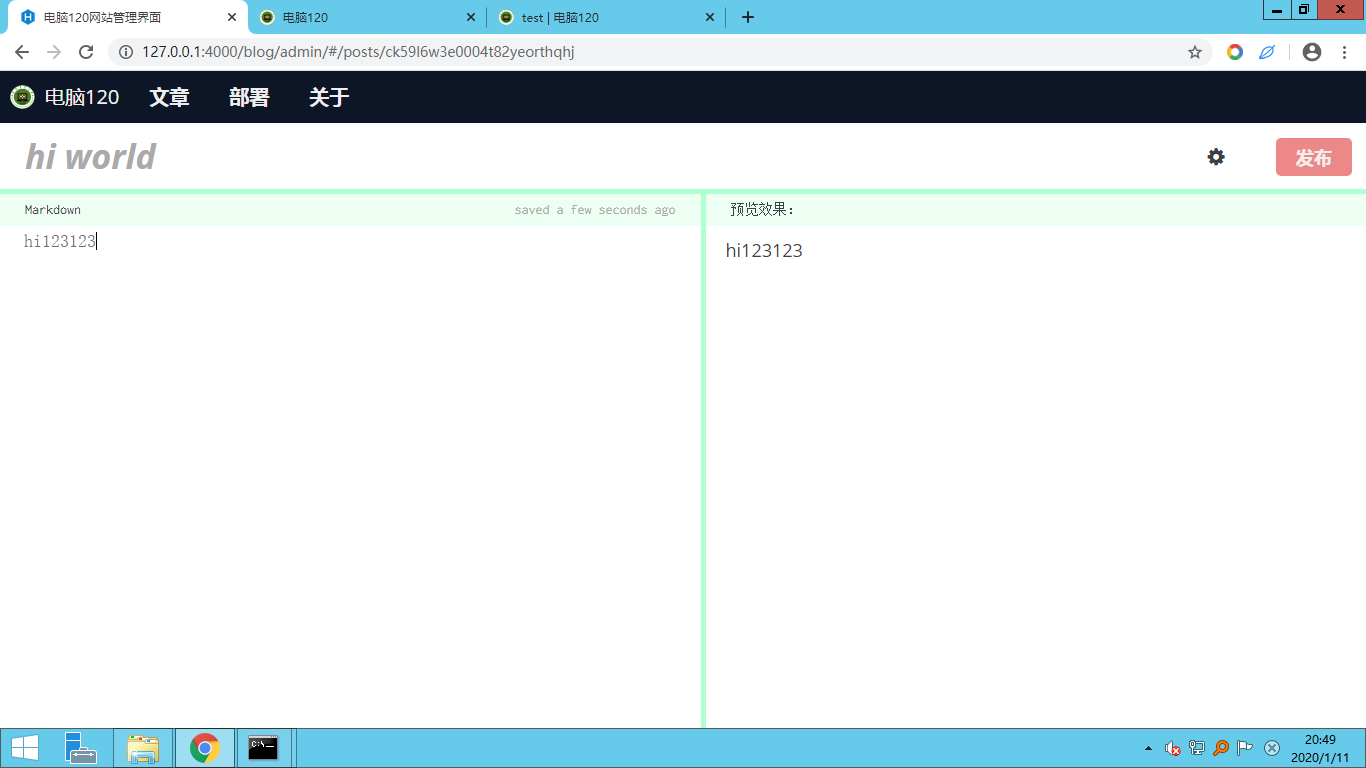 电脑120网站管理界面
电脑120
test | 电脑120
127.0.0.1:4000/blog/admin/#/posts/ck59l6w3e0004t82yeorthqhj
电脑120 文章 部署 关于
hi world
发布
Markdown saved a few seconds ago
预览效果：
hi123123
hi123123
C:\._
20:49
2020/1/11